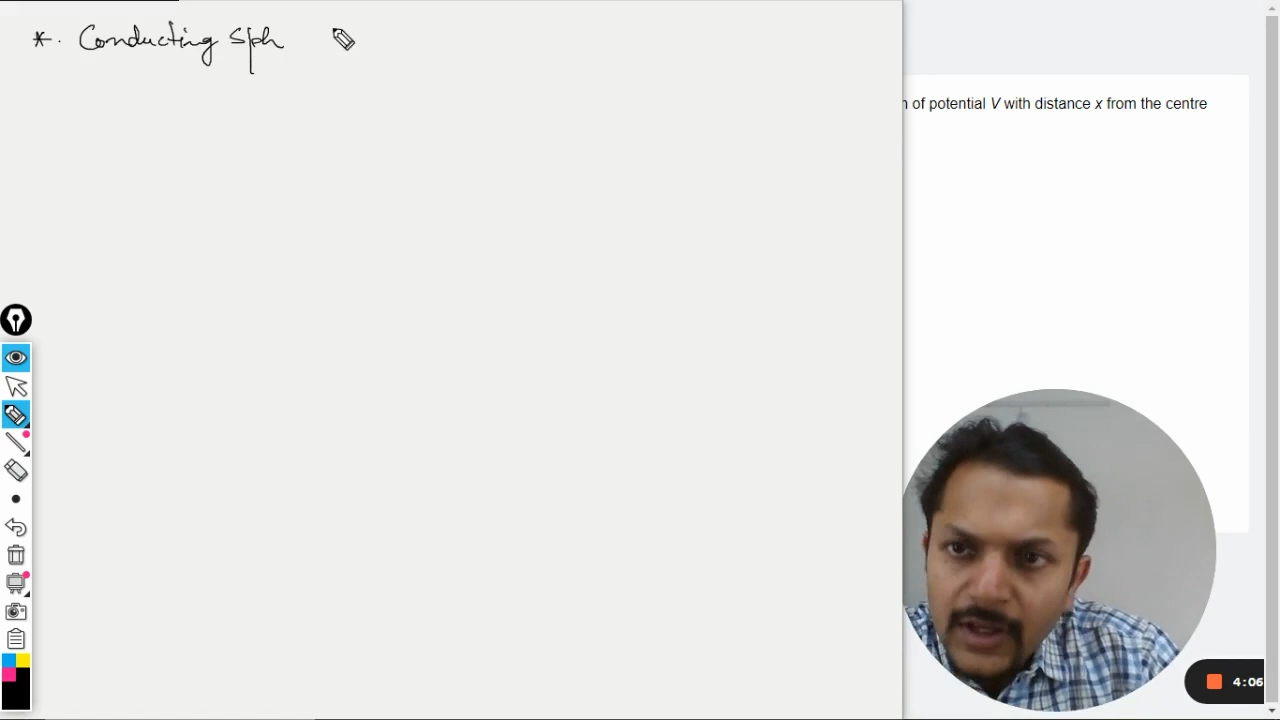 *. Conducting Sph
of potential V with distance x from the centre
4:06